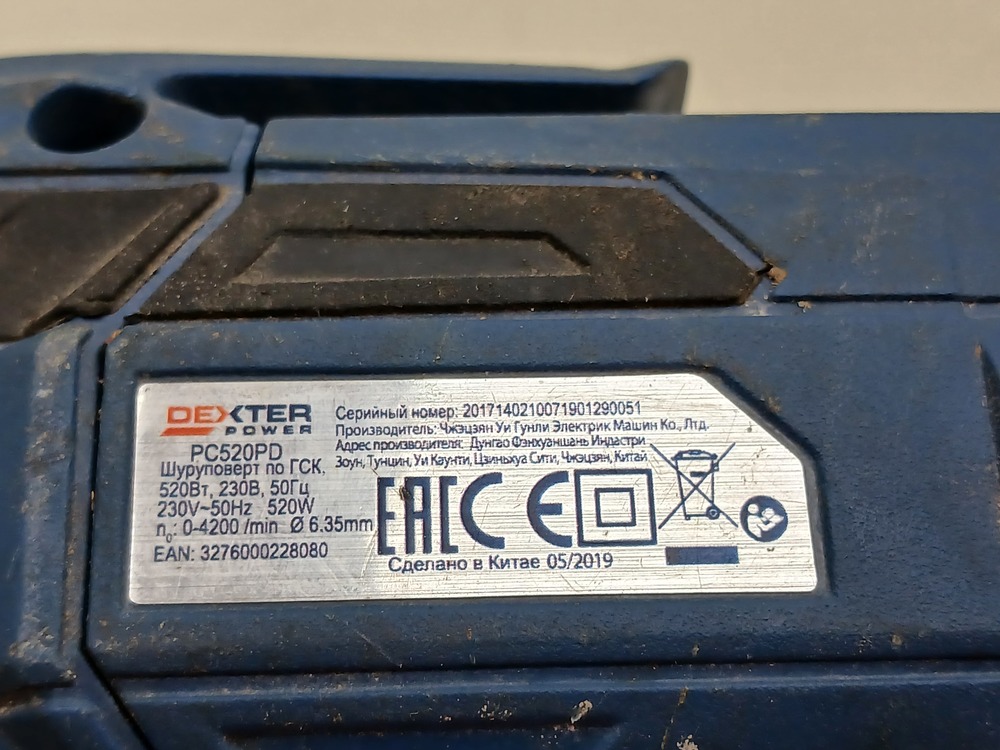 DEXTER
POWER
PC520PD
Шуруповерт по ГСК,
520Вт, 230В, 50Гц
230V~50Hz 520W
n₀: 0-4200 /min Ø 6.35mm
EAN: 3276000228080
Серийный номер: 2017140210071901290051
Производитель: Чжэцзян Уи Гунли Электрик Машин Ко., Лтд.
Адрес производителя: Дунгао Фэнхуаншань Индастри
Зоун, Тунцин, Уи Каунти, Цзиньхуа Сити, Чжэцзян, Китай
EAC CE
Сделано в Китае 05/2019